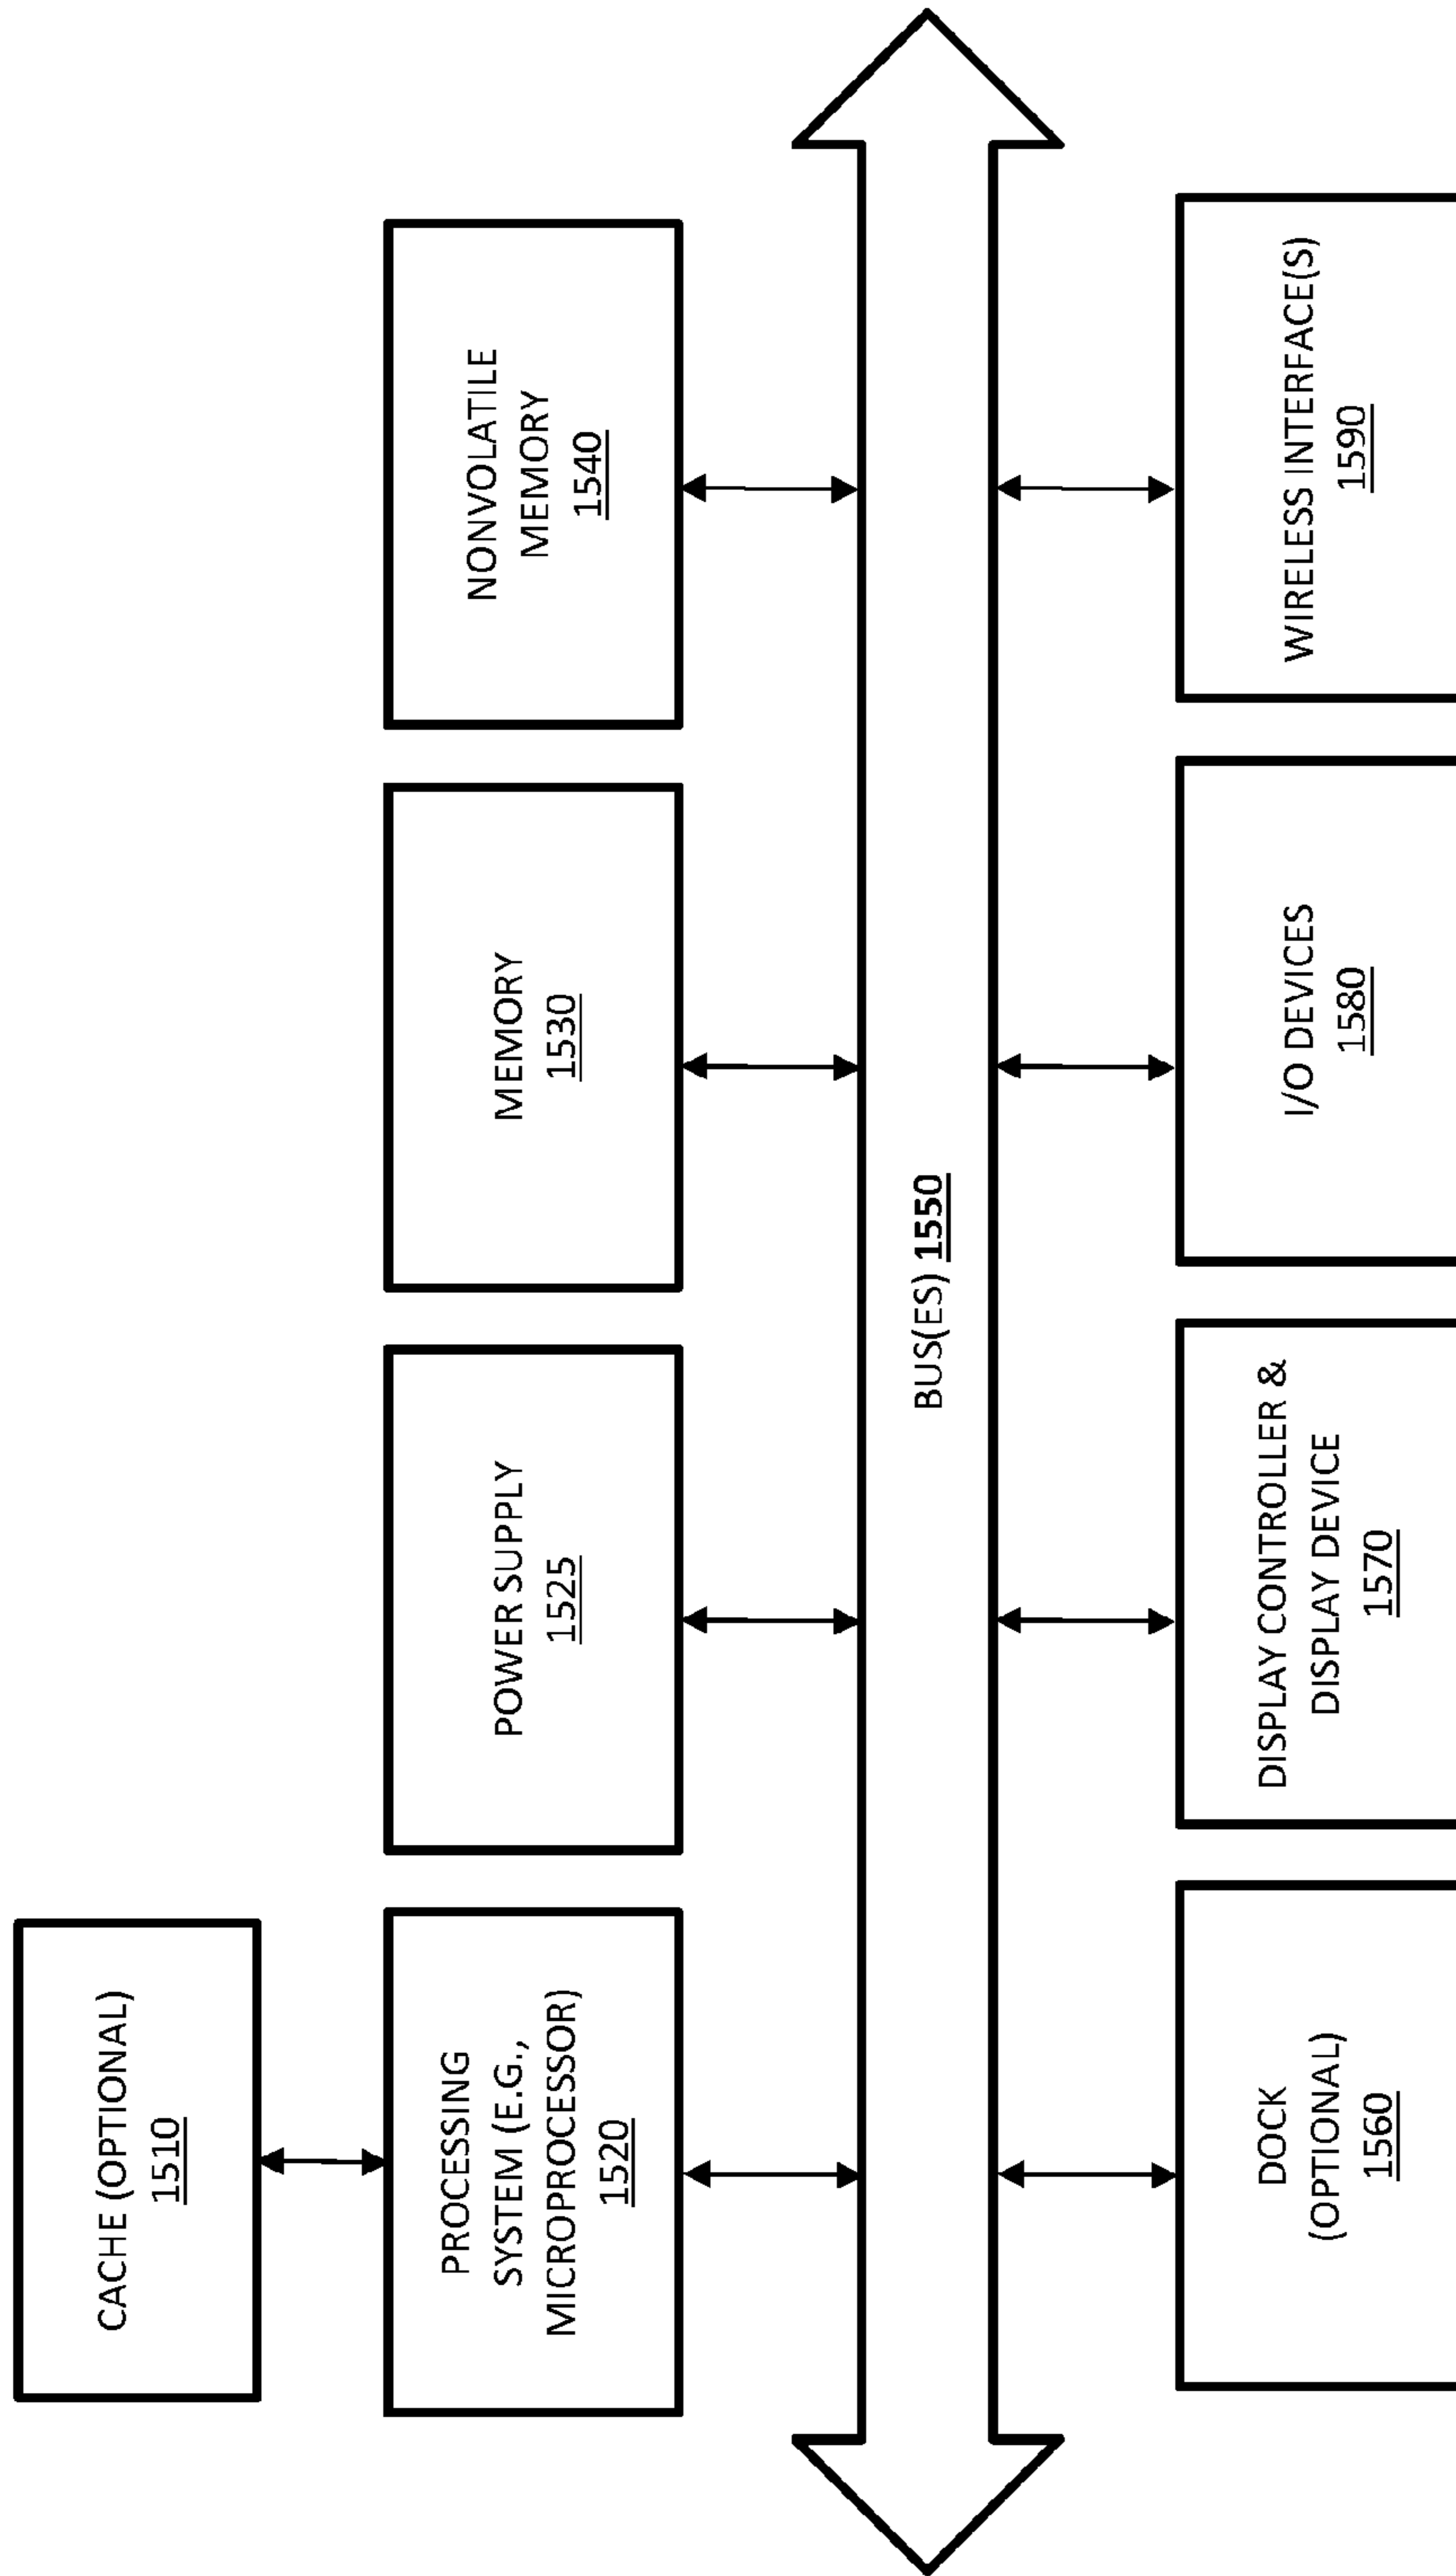 CACHE (OPTIONAL)
1510
PROCESSING
SYSTEM (E.G.,
MICROPROCESSOR)
1520
POWER SUPPLY
1525
MEMORY
1530
NONVOLATILE
MEMORY
1540
BUS(ES) 1550
DOCK
(OPTIONAL)
1560
DISPLAY CONTROLLER &
DISPLAY DEVICE
1570
I/O DEVICES
1580
WIRELESS INTERFACE(S)
1590